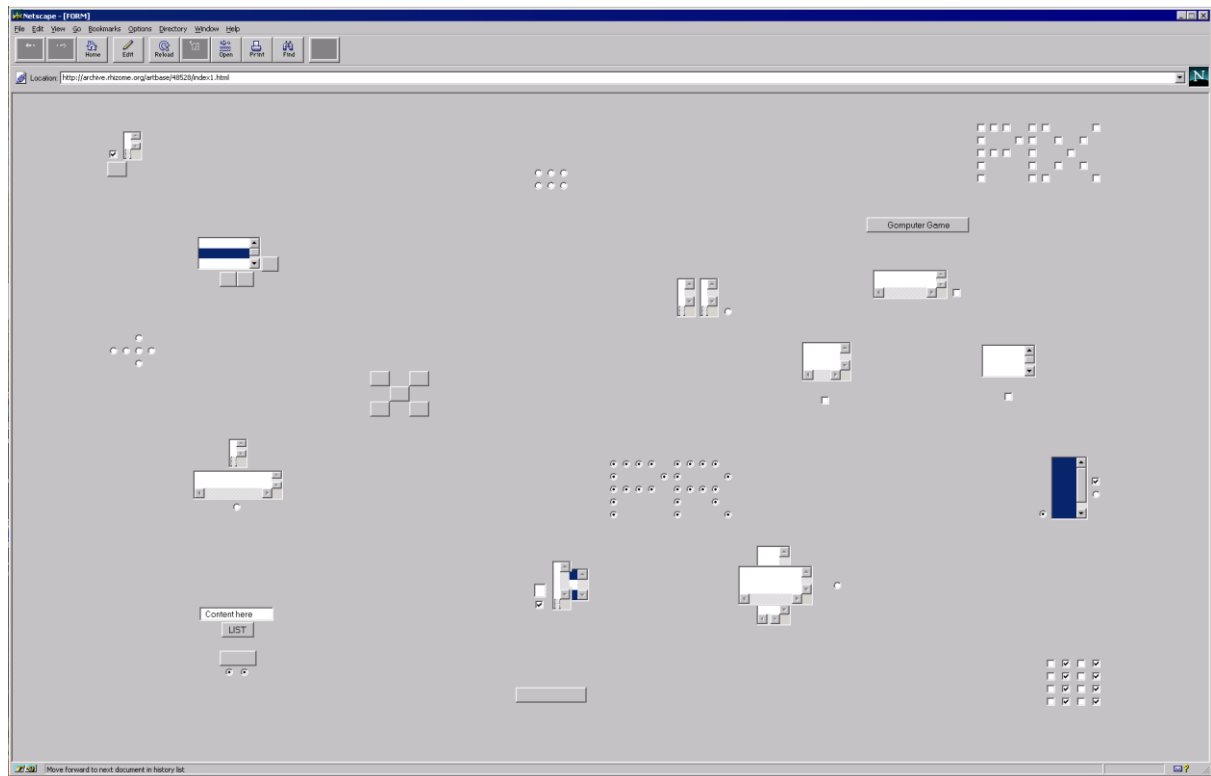 Netscape - [FORM]
File Edit View Go Bookmarks Options Directory Window Help
Home Edit Reload Open Print Find
Location: http://archive.rhizome.org/artbase/48528/index1.html
N
Gomputer Game
Content here
LIST
Move forward to next document in history list